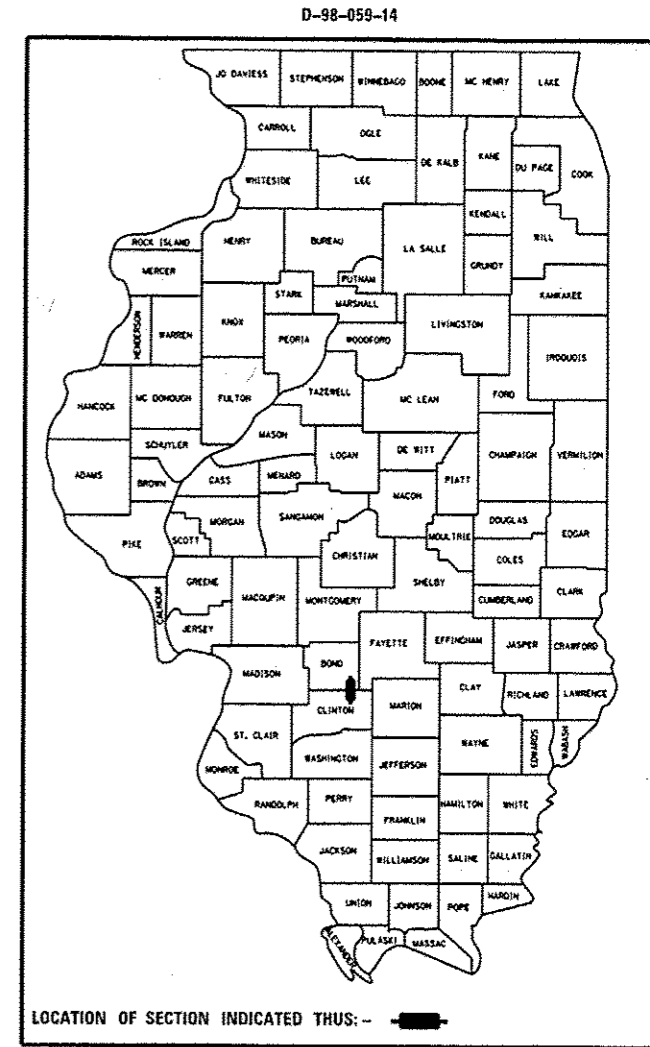 D-98-059-14
JO DAVIESS STEPHENSON WINNEBAGO BOONE MC HENRY LAKE
CARROLL OGLE
DE KALB KANE DU PAGE COOK
WHITESIDE LEE
KENDALL
ROCK ISLAND HENRY BUREAU LA SALLE WILL
MERCER PUTNAM GRUNDY
STARK MARSHALL KANKAKEE
HENDERSON WARREN KNOX PEORIA WOODFORD LIVINGSTON IROQUOIS
HANCOCK MC DONOUGH FULTON TAZEWELL MC LEAN FORD
MASON
SCHUYLER LOGAN DE WITT CHAMPAIGN VERMILION
ADAMS BROWN CASS MENARD PIATT
MACON
MORGAN SANGAMON DOUGLAS
PIKE SCOTT MOULTRIE EDGAR
CHRISTIAN COLES
GREENE SHELBY
CALHOUN MACOUPIN MONTGOMERY CUMBERLAND CLARK
JERSEY FAYETTE EFFINGHAM JASPER CRAWFORD
MADISON BOND
CLAY RICHLAND LAWRENCE
CLINTON MARION
ST. CLAIR WAYNE EDWARDS WABASH
WASHINGTON JEFFERSON
MONROE
RANDOLPH PERRY HAMILTON WHITE
FRANKLIN
JACKSON WILLIAMSON SALINE GALLATIN
UNION JOHNSON POPE HARDIN
ALEXANDER PULASKI MASSAC
LOCATION OF SECTION INDICATED THUS: -